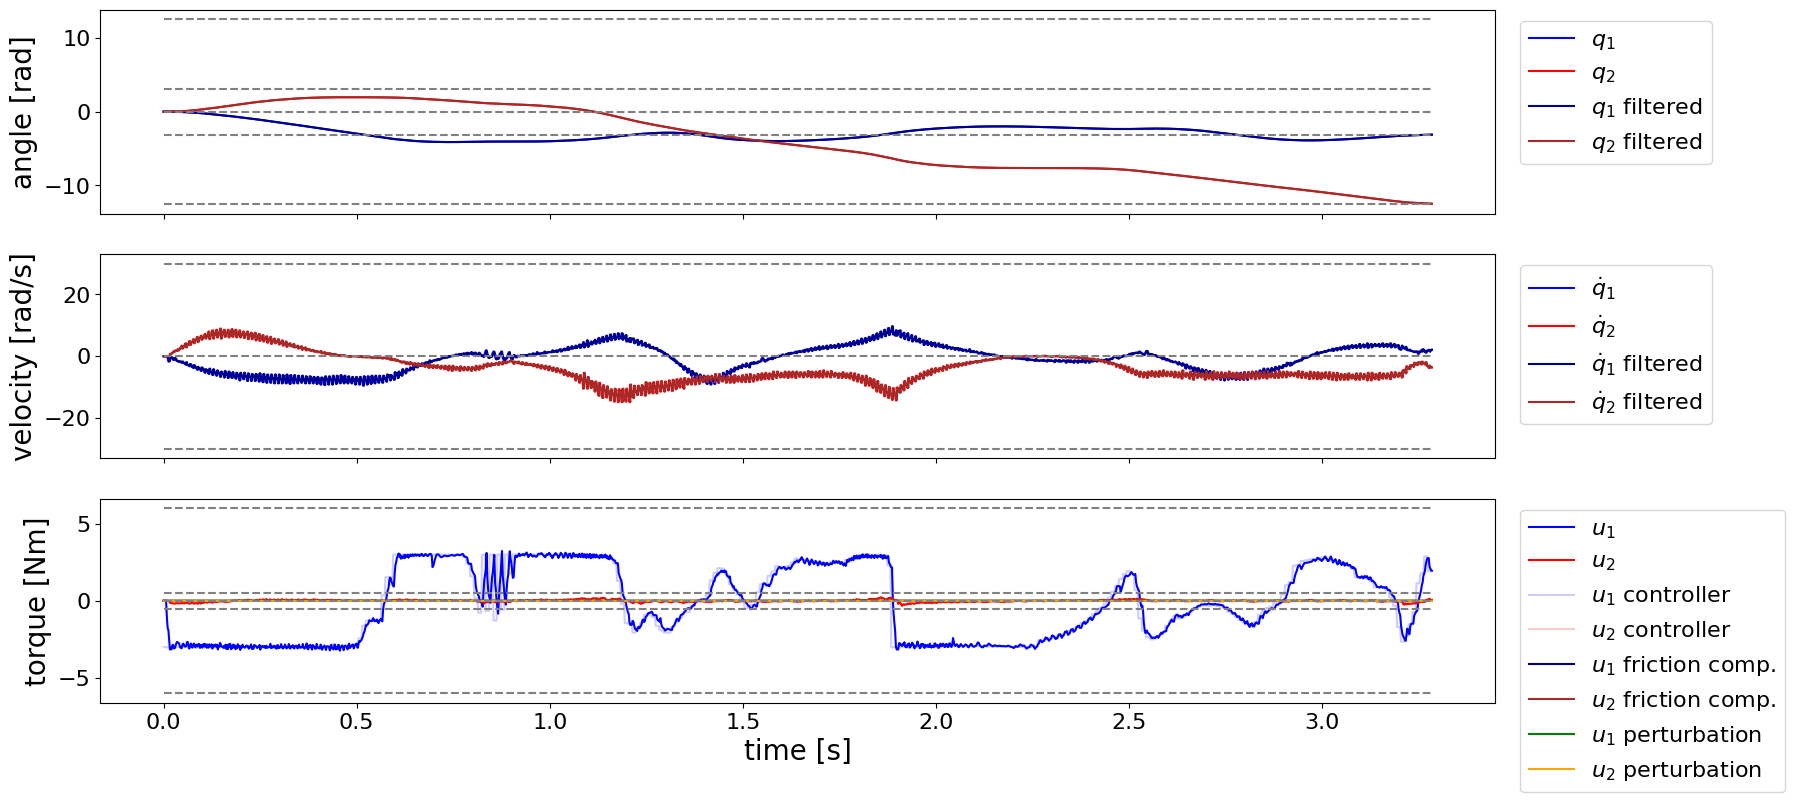 angle [rad]
10
0
−10
q1
q2
q1 filtered
q2 filtered
velocity [rad/s]
20
0
−20
q̇1
q̇2
q̇1 filtered
q̇2 filtered
torque [Nm]
5
0
−5
0.0 0.5 1.0 1.5 2.0 2.5 3.0
time [s]
u1
u2
u1 controller
u2 controller
u1 friction comp.
u2 friction comp.
u1 perturbation
u2 perturbation